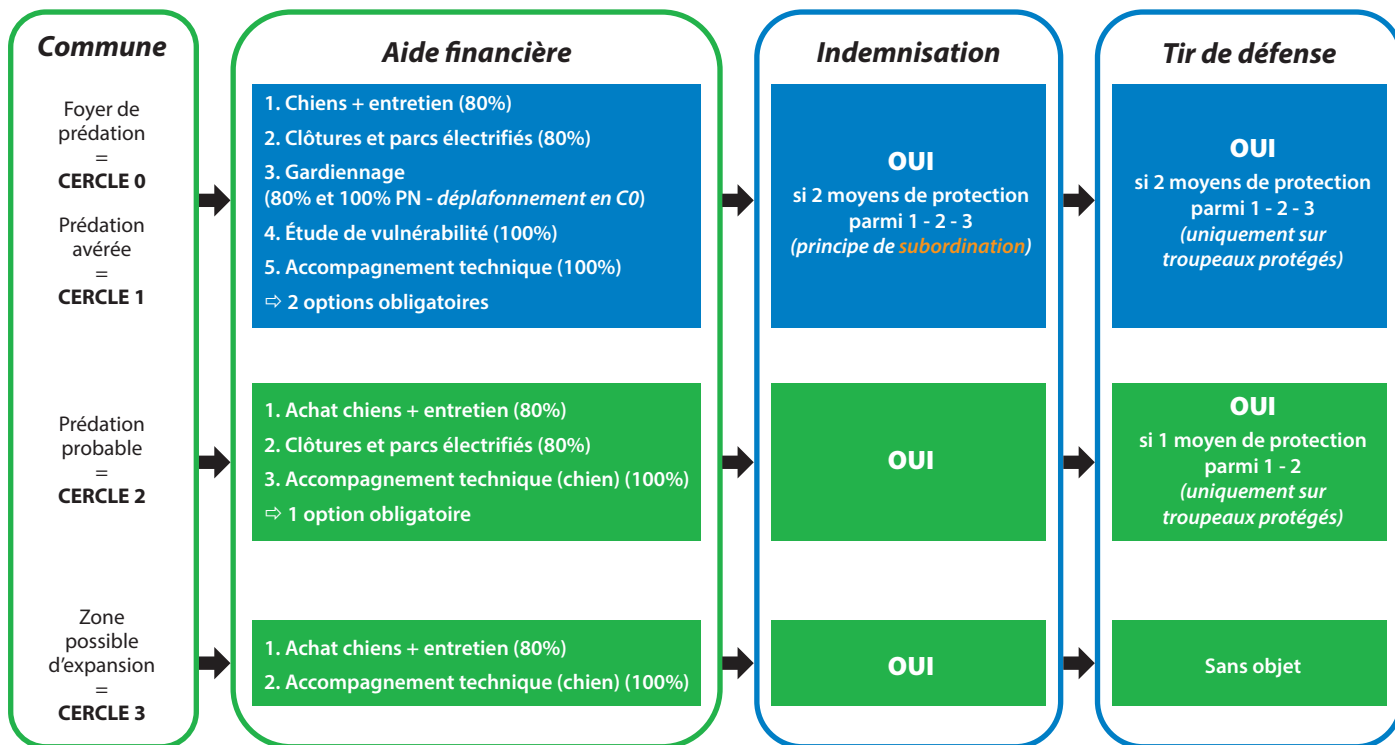 Commune
Aide financière
Indemnisation
Tir de défense
Foyer de
prédation
=
CERCLE 0
Prédation
avérée
=
CERCLE 1
1. Chiens + entretien (80%)
2. Clôtures et parcs électrifiés (80%)
3. Gardiennage
(80% et 100% PN - déplafonnement en C0)
4. Étude de vulnérabilité (100%)
5. Accompagnement technique (100%)
⇨ 2 options obligatoires
OUI
si 2 moyens de protection
parmi 1 - 2 - 3
(principe de subordination)
OUI
si 2 moyens de protection
parmi 1 - 2 - 3
(uniquement sur
troupeaux protégés)
Prédation
probable
=
CERCLE 2
1. Achat chiens + entretien (80%)
2. Clôtures et parcs électrifiés (80%)
3. Accompagnement technique (chien) (100%)
⇨ 1 option obligatoire
OUI
OUI
si 1 moyen de protection
parmi 1 - 2
(uniquement sur
troupeaux protégés)
Zone
possible
d'expansion
=
CERCLE 3
1. Achat chiens + entretien (80%)
2. Accompagnement technique (chien) (100%)
OUI
Sans objet